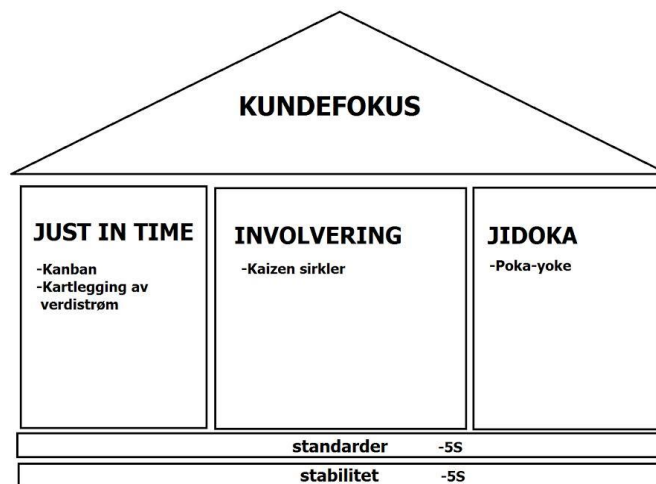 KUNDEFOKUS
JUST IN TIME
-Kanban
-Kartlegging av
verdistrøm
INVOLVERING
-Kaizen sirkler
JIDOKA
-Poka-yoke
standarder -5S
stabilitet -5S